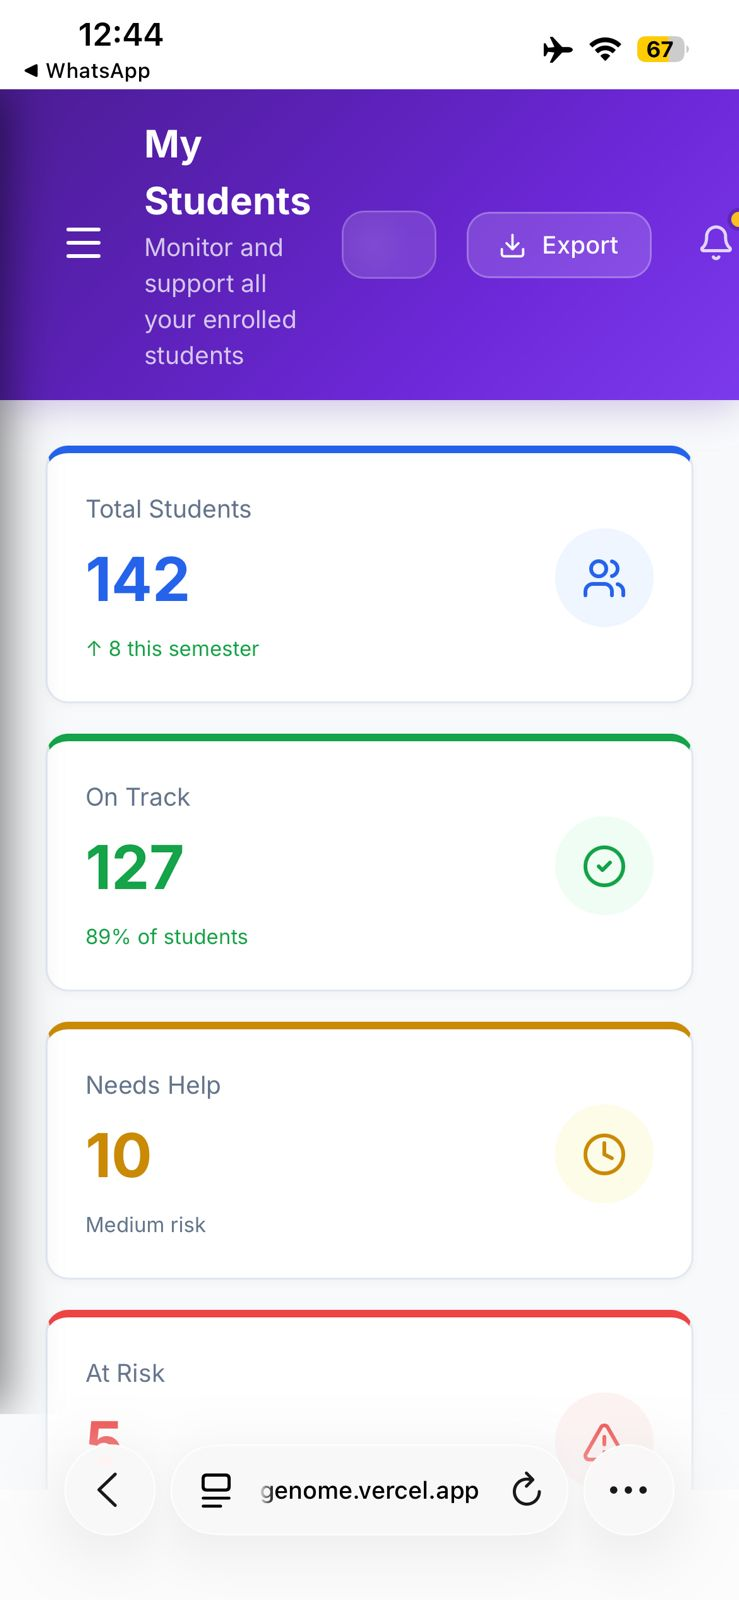 12:44
67
◀ WhatsApp
My
Students
Monitor and
support all
your enrolled
students
Export
Total Students
142
↑ 8 this semester
On Track
127
89% of students
Needs Help
10
Medium risk
At Risk
5
genome.vercel.app